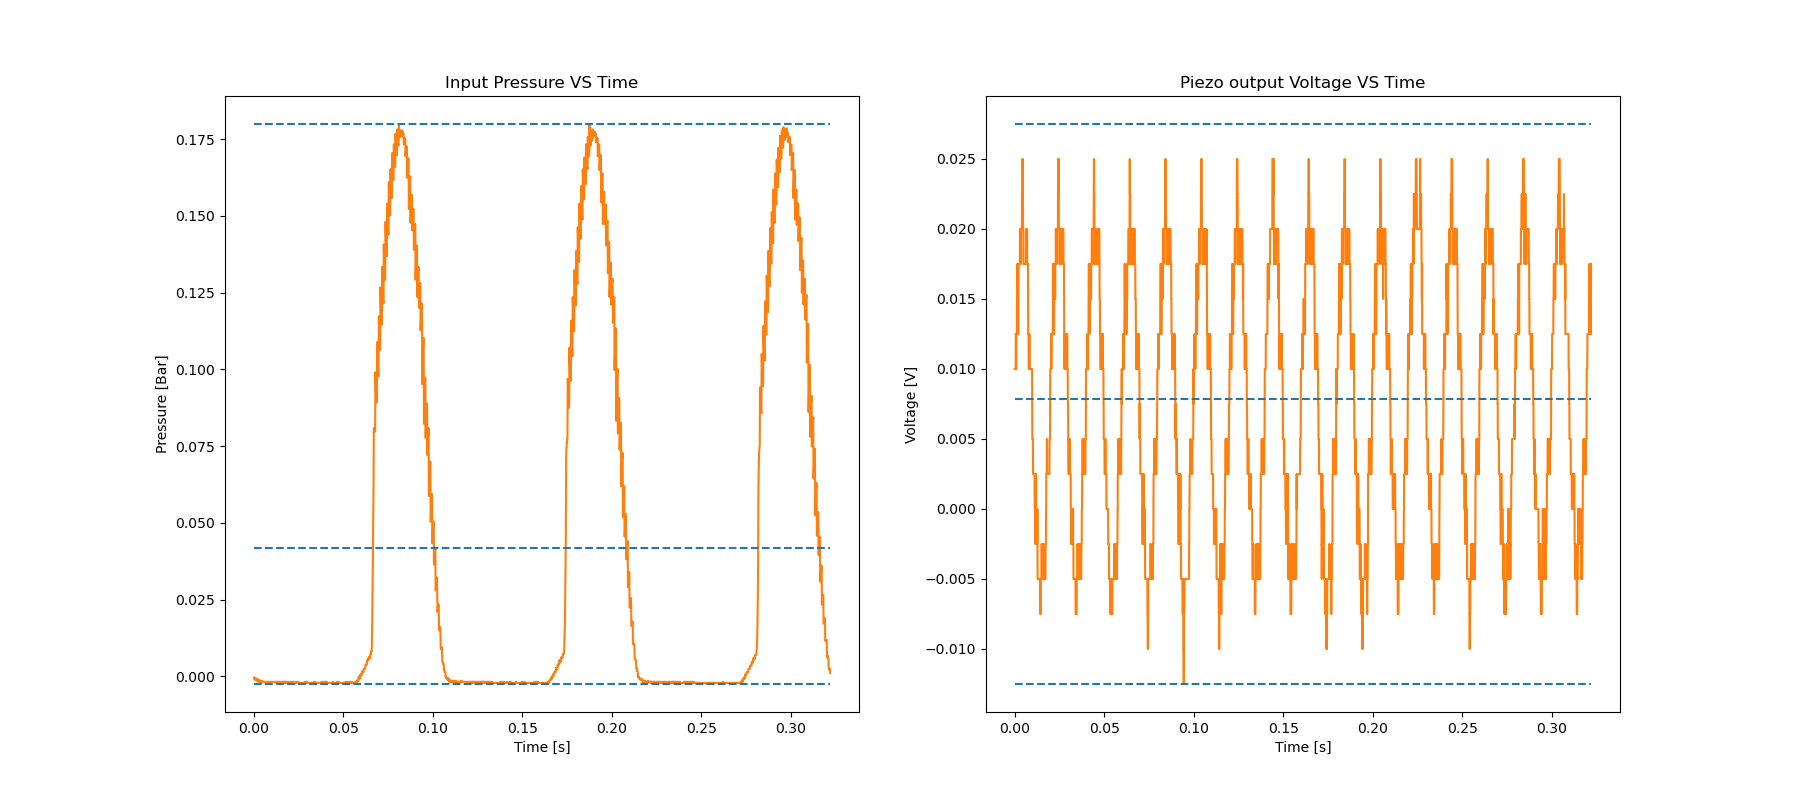 Input Pressure VS Time
Pressure [Bar]
0.175
0.150
0.125
0.100
0.075
0.050
0.025
0.000
0.00 0.05 0.10 0.15 0.20 0.25 0.30
Time [s]
Piezo output Voltage VS Time
Voltage [V]
0.025
0.020
0.015
0.010
0.005
0.000
−0.005
−0.010
0.00 0.05 0.10 0.15 0.20 0.25 0.30
Time [s]